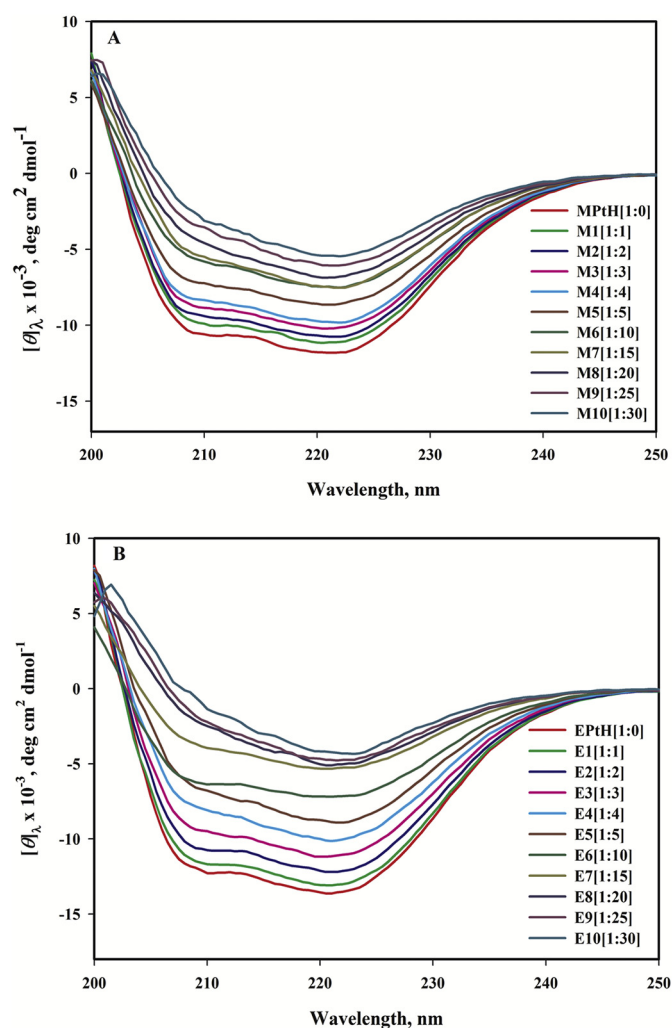 A
10
5
0
-5
-10
-15
[θ]λ x 10⁻³, deg cm² dmol⁻¹
MPtH[1:0]
M1[1:1]
M2[1:2]
M3[1:3]
M4[1:4]
M5[1:5]
M6[1:10]
M7[1:15]
M8[1:20]
M9[1:25]
M10[1:30]
200 210 220 230 240 250
Wavelength, nm
B
10
5
0
-5
-10
-15
[θ]λ x 10⁻³, deg cm² dmol⁻¹
EPtH[1:0]
E1[1:1]
E2[1:2]
E3[1:3]
E4[1:4]
E5[1:5]
E6[1:10]
E7[1:15]
E8[1:20]
E9[1:25]
E10[1:30]
200 210 220 230 240 250
Wavelength, nm